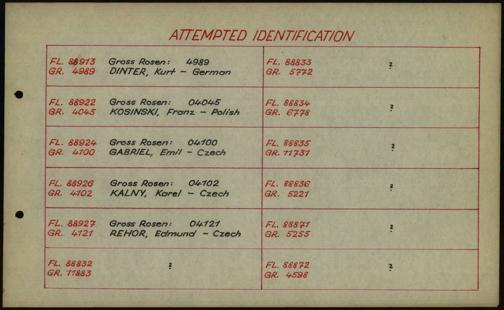 ATTEMPTED IDENTIFICATION
FL. 88913 Gross Rosen: 4989
GR. 4989 DINTER, Kurt - German
FL. 88833 ?
GR. 5772
FL. 88922 Gross Rosen: 04045
GR. 4045 KOSINSKI, Franz - Polish
FL. 88834 ?
GR. 6778
FL. 88924 Gross Rosen: 04100
GR. 4100 GABRIEL, Emil - Czech
FL. 88835 ?
GR. 11731
FL. 88926 Gross Rosen: 04102
GR. 4102 KALNY, Karel - Czech
FL. 88836 ?
GR. 5221
FL. 88927 Gross Rosen: 04121
GR. 4121 REHOR, Edmund - Czech
FL. 88871 ?
GR. 5255
FL. 88832 ?
GR. 11883
FL. 88872 ?
GR. 4598